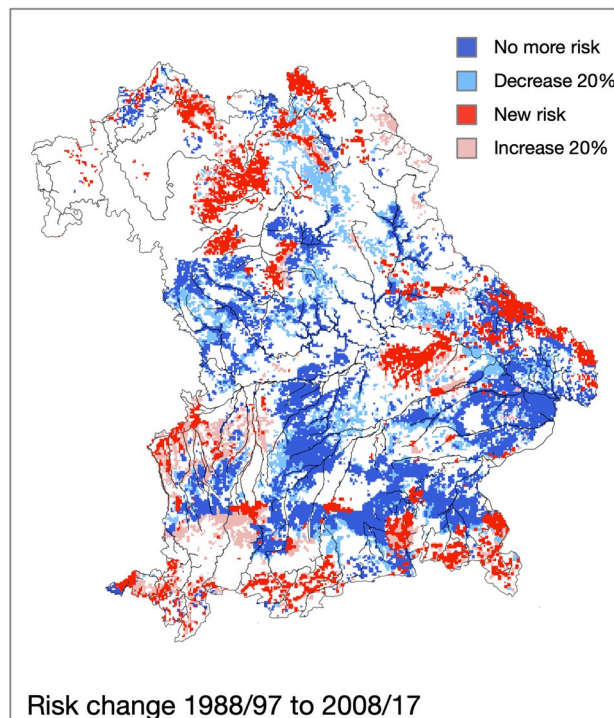 No more risk
Decrease 20%
New risk
Increase 20%
Risk change 1988/97 to 2008/17